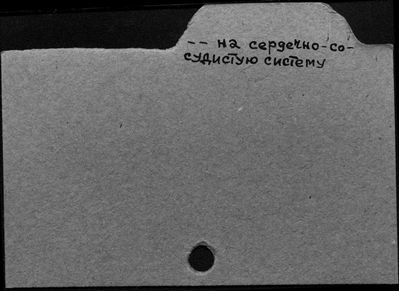 -- на сердечно-со-
судистую систему